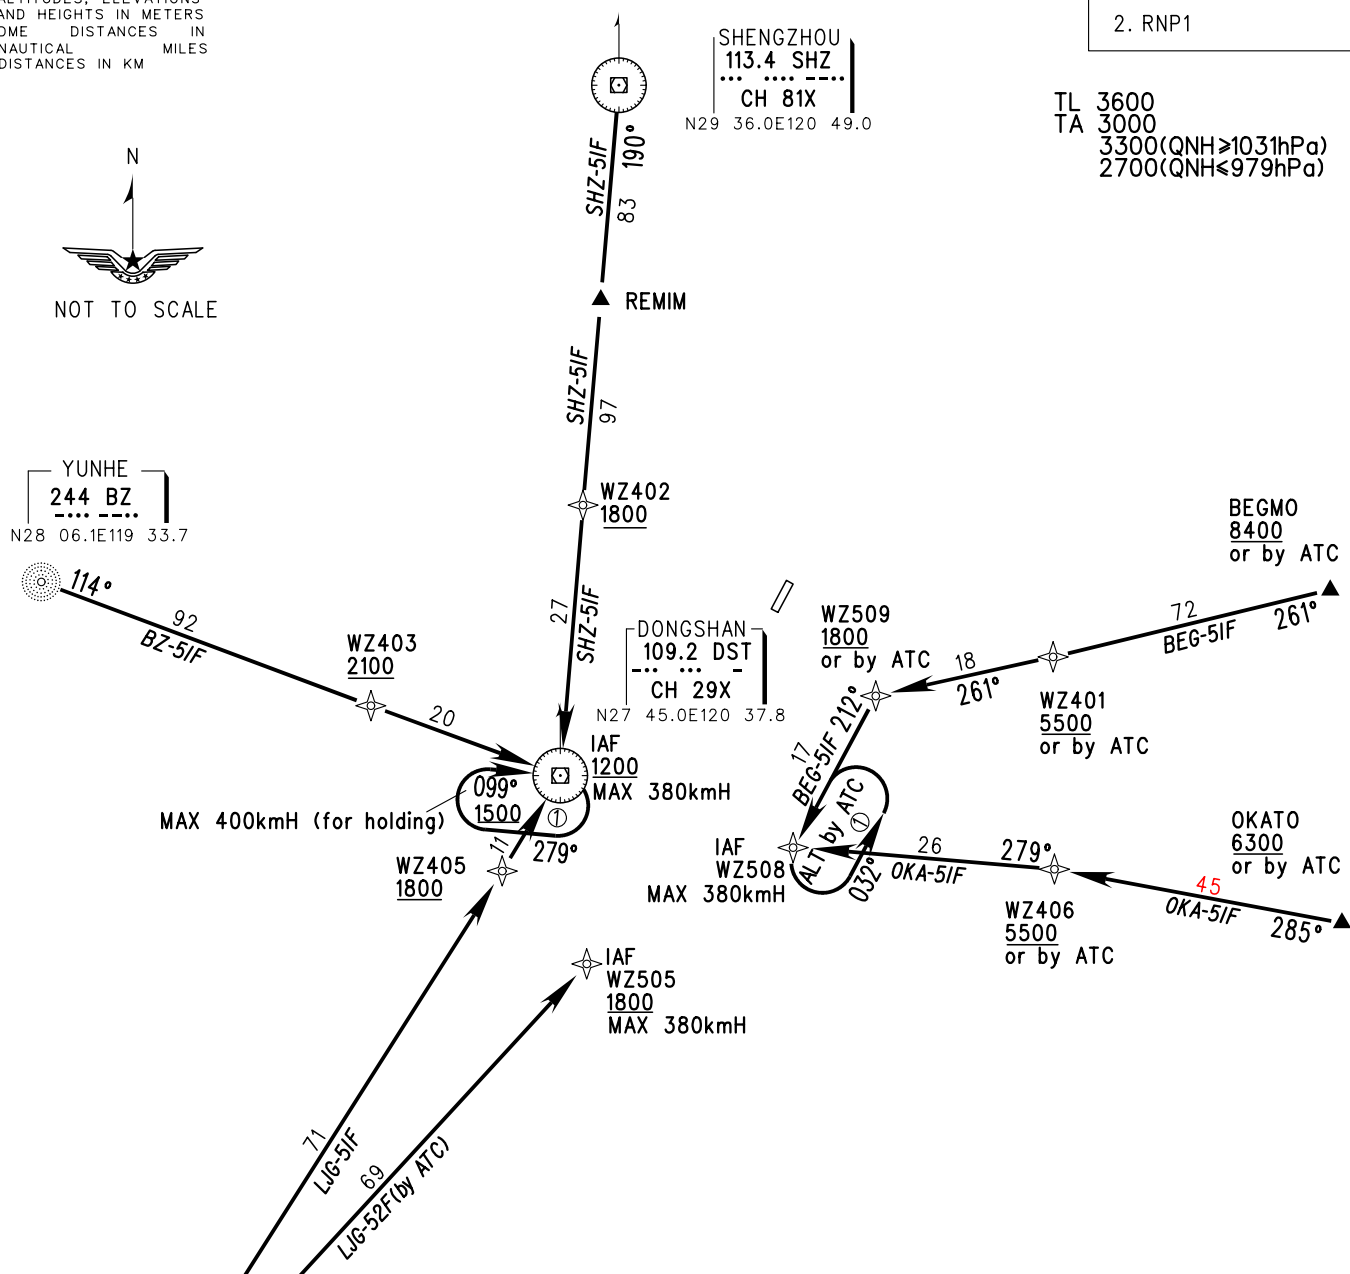 ALTITUDES, ELEVATIONS
AND HEIGHTS IN METERS
DME DISTANCES IN
NAUTICAL MILES
DISTANCES IN KM
2. RNP1
TL 3600
TA 3000
3300(QNH≥1031hPa)
2700(QNH≤979hPa)
SHENGZHOU
113.4 SHZ
CH 81X
N29 36.0E120 49.0
N
NOT TO SCALE
190°
SHZ-5IF
83
REMIM
SHZ-5IF
97
WZ402
1800
27
SHZ-5IF
YUNHE
244 BZ
N28 06.1E119 33.7
114°
92
BZ-5IF
WZ403
2100
20
DONGSHAN
109.2 DST
CH 29X
N27 45.0E120 37.8
IAF
1200
MAX 380kmH
099°
1500
①
279°
MAX 400kmH (for holding)
11
WZ405
1800
BEGMO
8400
or by ATC
72
BEG-5IF
261°
WZ401
5500
or by ATC
18
261°
WZ509
1800
or by ATC
212°
17
BEG-5IF
ALT by ATC
①
032°
IAF
WZ508
MAX 380kmH
26
OKA-5IF
279°
WZ406
5500
or by ATC
OKATO
6300
or by ATC
45
OKA-5IF
285°
IAF
WZ505
1800
MAX 380kmH
71
LJG-5IF
69
LJG-52F(by ATC)